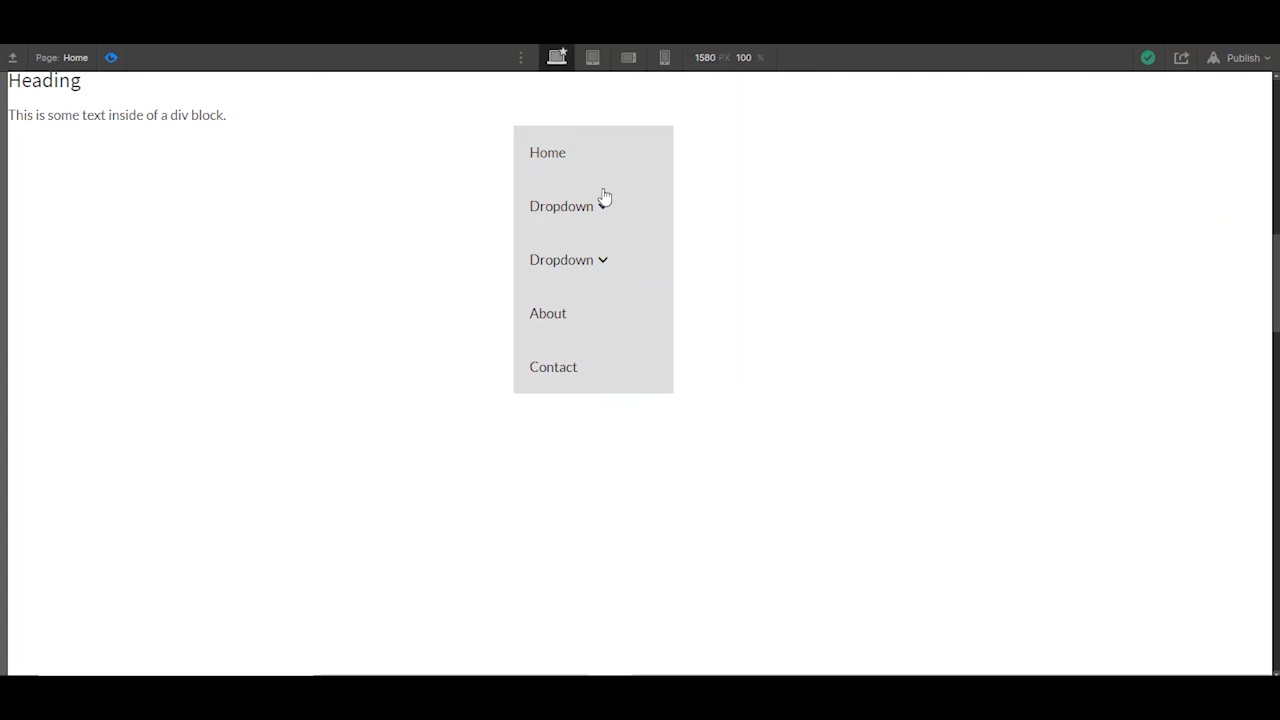 Page: Home 1580 PX 100 % Publish
Heading
This is some text inside of a div block.
Home
Dropdown
Dropdown
About
Contact